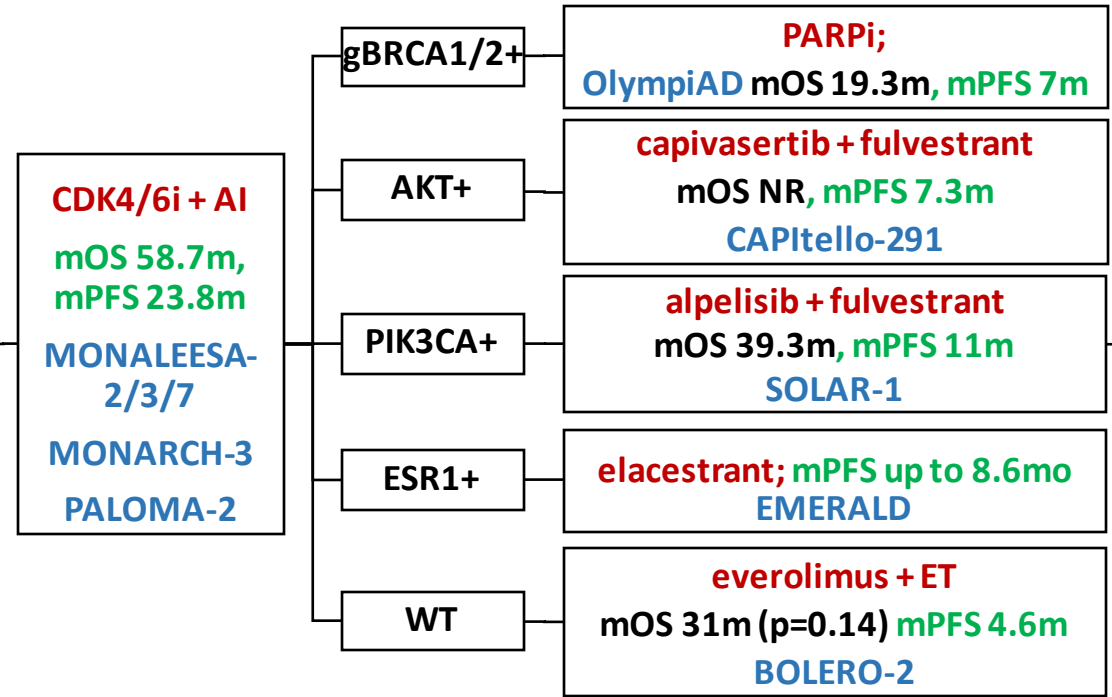 CDK4/6i + AI
mOS 58.7m,
mPFS 23.8m
MONALEESA-
2/3/7
MONARCH-3
PALOMA-2
gBRCA1/2+
PARPi;
OlympiAD mOS 19.3m, mPFS 7m
AKT+
capivasertib + fulvestrant
mOS NR, mPFS 7.3m
CAPItello-291
PIK3CA+
alpelisib + fulvestrant
mOS 39.3m, mPFS 11m
SOLAR-1
ESR1+
elacestrant; mPFS up to 8.6mo
EMERALD
WT
everolimus + ET
mOS 31m (p=0.14) mPFS 4.6m
BOLERO-2